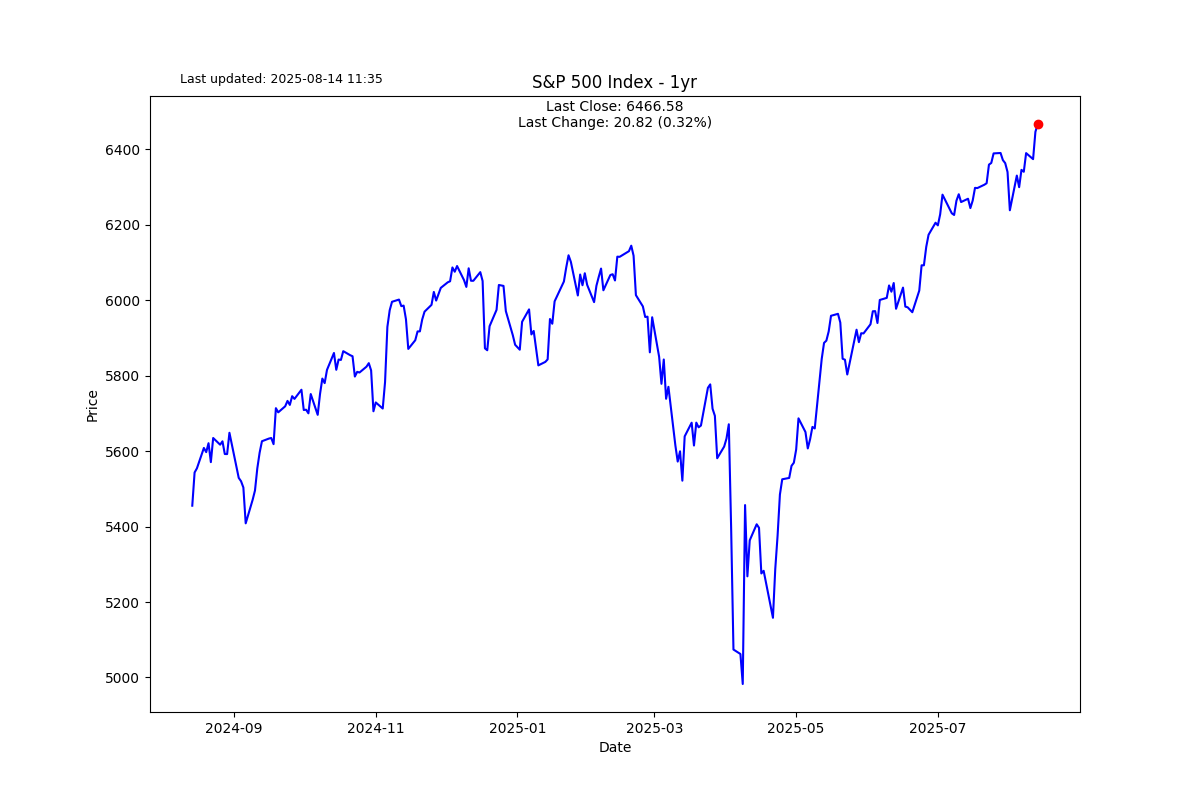 Last updated: 2025-08-14 11:35
S&P 500 Index - 1yr
Last Close: 6466.58
Last Change: 20.82 (0.32%)
Price
6400
6200
6000
5800
5600
5400
5200
5000
2024-09
2024-11
2025-01
2025-03
2025-05
2025-07
Date